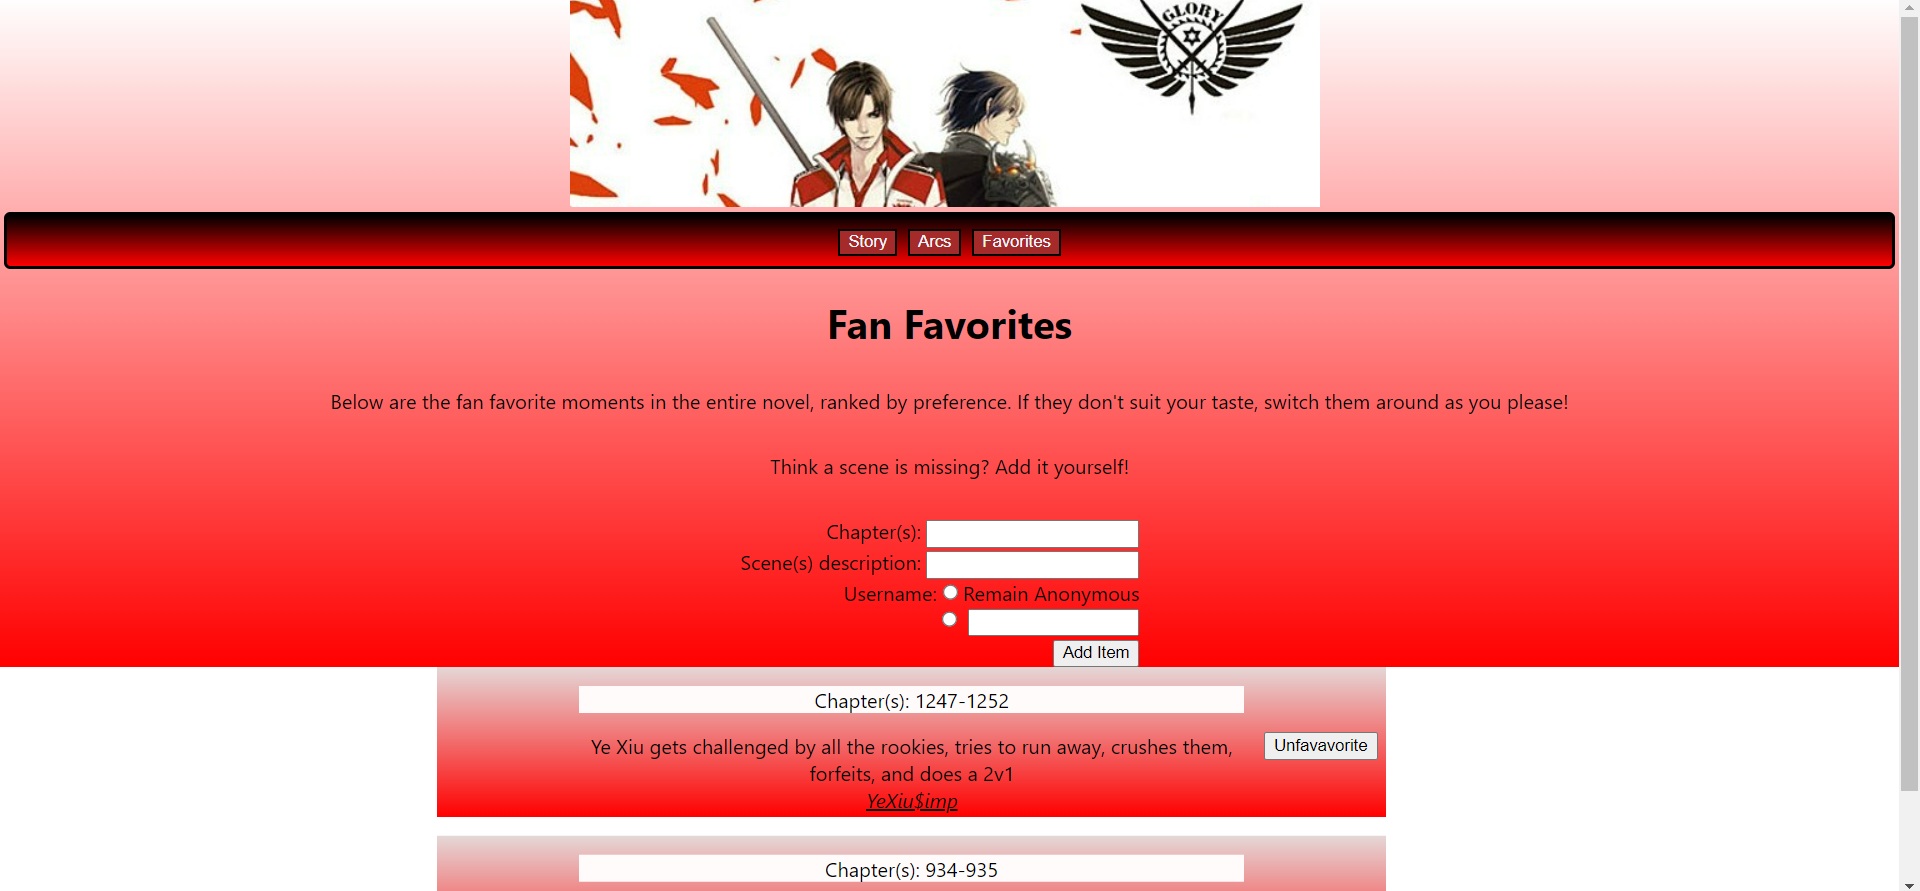 GLORY
Story Arcs Favorites
Fan Favorites
Below are the fan favorite moments in the entire novel, ranked by preference. If they don't suit your taste, switch them around as you please!
Think a scene is missing? Add it yourself!
Chapter(s):
Scene(s) description:
Username: Remain Anonymous
Add Item
Chapter(s): 1247-1252
Ye Xiu gets challenged by all the rookies, tries to run away, crushes them,
forfeits, and does a 2v1
Unfavavorite
YeXiu$imp
Chapter(s): 934-935